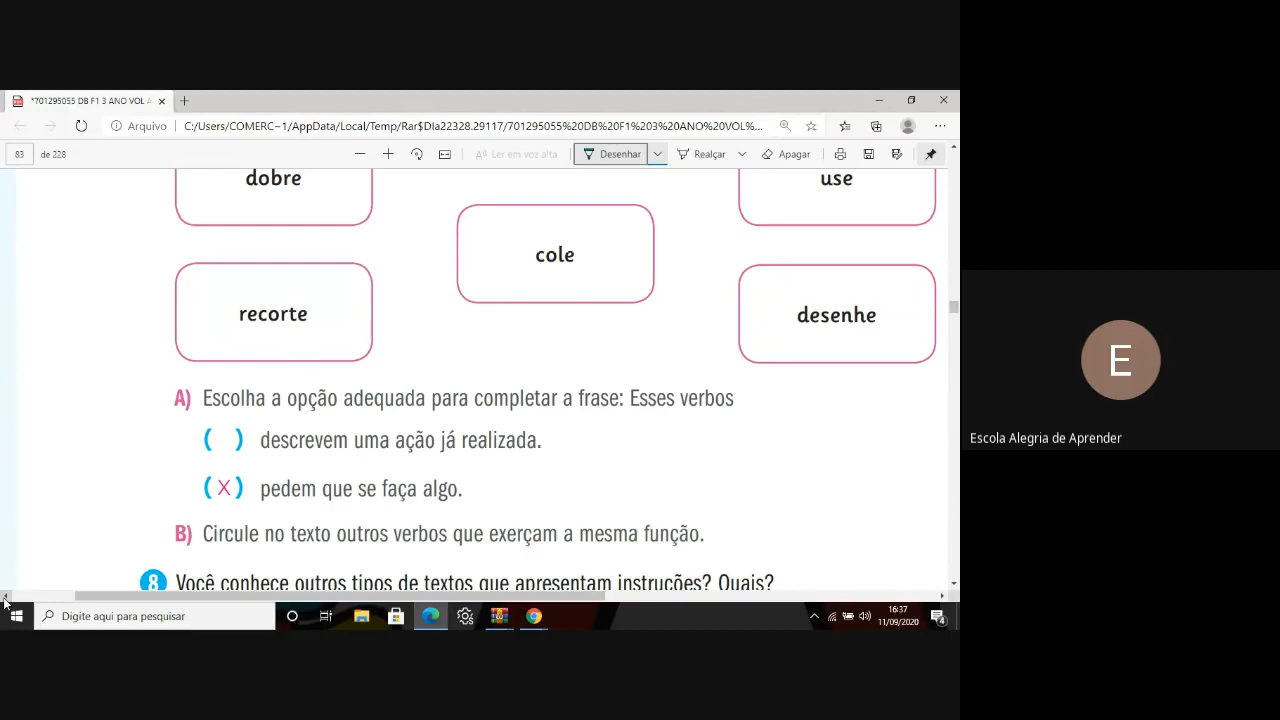 *701295055 DB F1 3 ANO VOL A
Arquivo
C:/Users/COMERC~1/AppData/Local/Temp/Rar$DIa22328.29117/701295055%20DB%20F1%203%20ANO%20VOL%...
83 de 228
Ler em voz alta
Desenhar
Realçar
Apagar
dobre
use
cole
recorte
desenhe
A) Escolha a opção adequada para completar a frase: Esses verbos
( ) descrevem uma ação já realizada.
(X) pedem que se faça algo.
B) Circule no texto outros verbos que exerçam a mesma função.
8 Você conhece outros tipos de textos que apresentam instruções? Quais?
Digite aqui para pesquisar
16:37
11/09/2020
4
E
Escola Alegria de Aprender